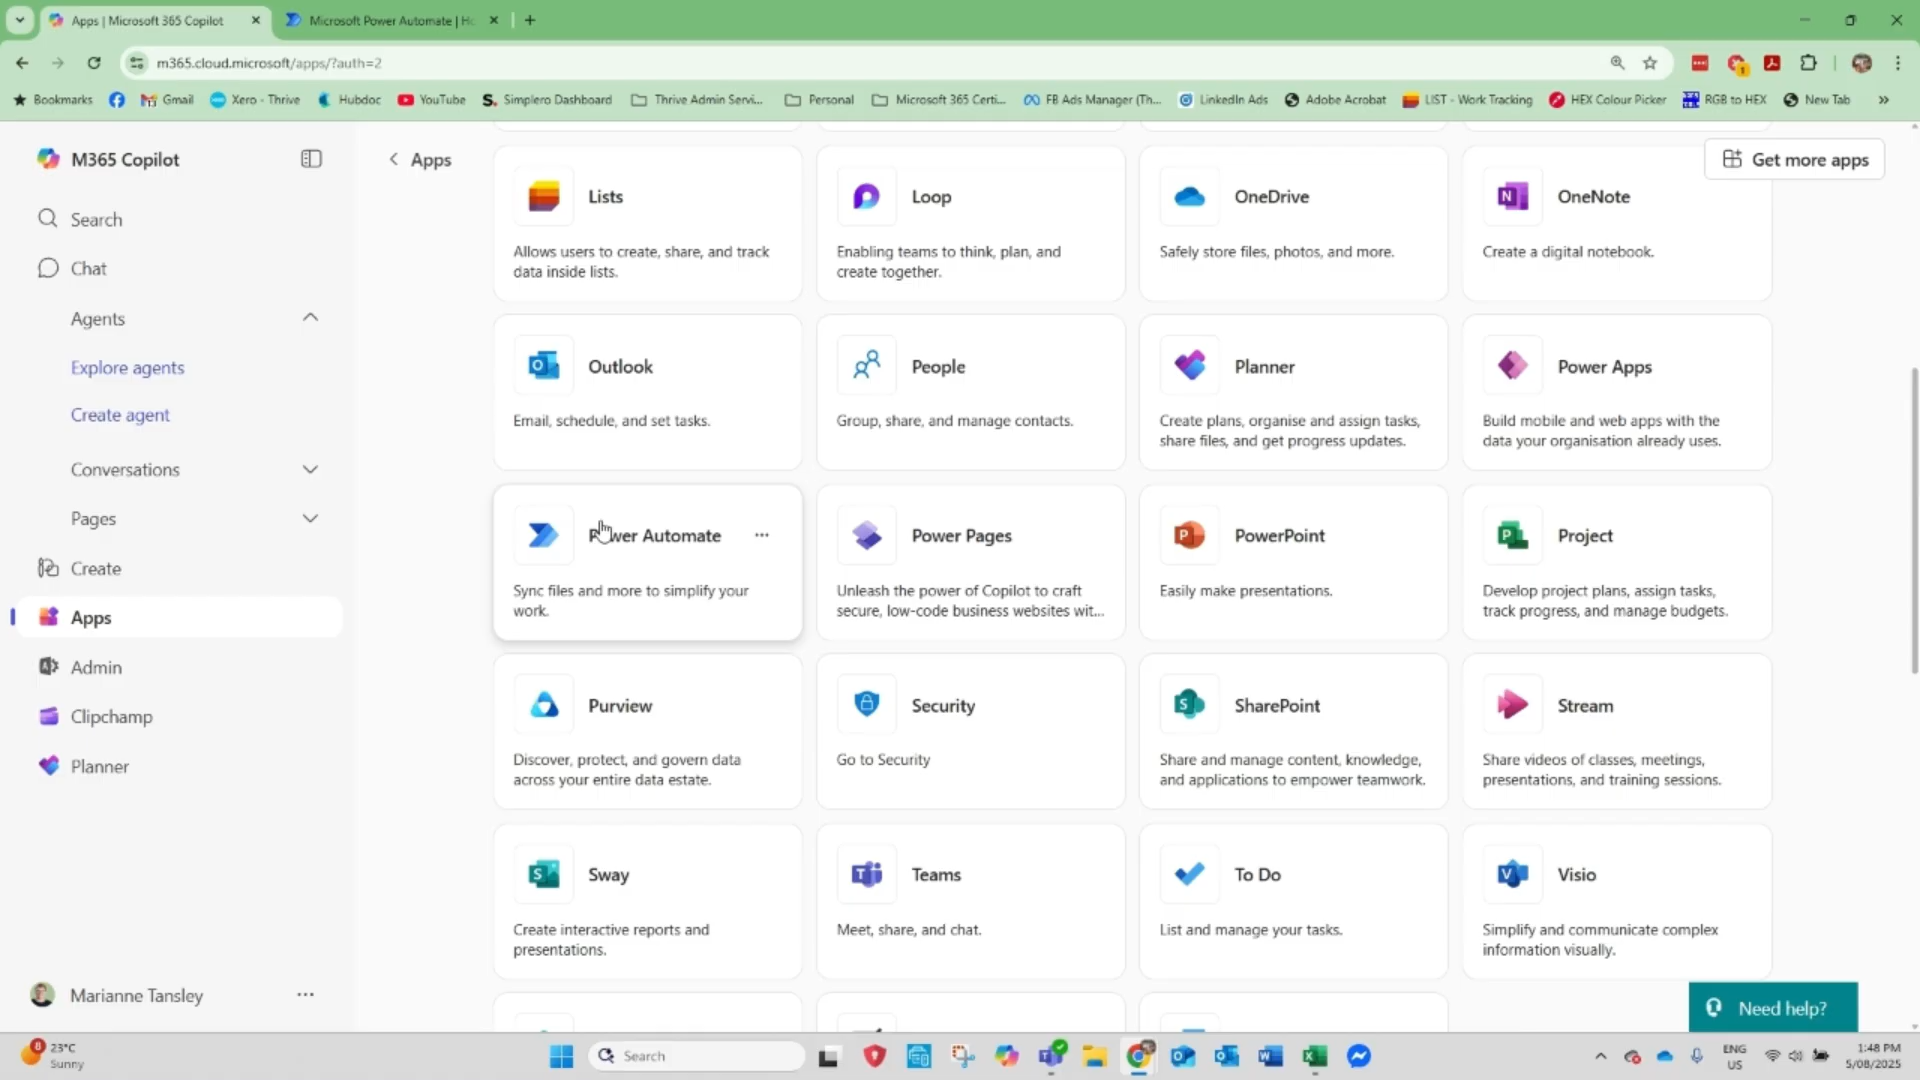 Apps | Microsoft 365 Copilot
Microsoft Power Automate | Ho
m365.cloud.microsoft/apps/?auth=2
Bookmarks
Gmail
Xero - Thrive
Hubdoc
YouTube
Simplero Dashboard
Thrive Admin Servi...
Personal
Microsoft 365 Certi...
FB Ads Manager (Th...
LinkedIn Ads
Adobe Acrobat
LIST - Work Tracking
HEX Colour Picker
RGB to HEX
New Tab
M365 Copilot
Search
Chat
Agents
Explore agents
Create agent
Conversations
Pages
Create
Apps
Admin
Clipchamp
Planner
Marianne Tansley
Apps
Get more apps
Lists
Allows users to create, share, and track
data inside lists.
Loop
Enabling teams to think, plan, and
create together.
OneDrive
Safely store files, photos, and more.
OneNote
Create a digital notebook.
Outlook
Email, schedule, and set tasks.
People
Group, share, and manage contacts.
Planner
Create plans, organise and assign tasks,
share files, and get progress updates.
Power Apps
Build mobile and web apps with the
data your organisation already uses.
Power Automate
Sync files and more to simplify your
work.
Power Pages
Unleash the power of Copilot to craft
secure, low-code business websites wit...
PowerPoint
Easily make presentations.
Project
Develop project plans, assign tasks,
track progress, and manage budgets.
Purview
Discover, protect, and govern data
across your entire data estate.
Security
Go to Security
SharePoint
Share and manage content, knowledge,
and applications to empower teamwork.
Stream
Share videos of classes, meetings,
presentations, and training sessions.
Sway
Create interactive reports and
presentations.
Teams
Meet, share, and chat.
To Do
List and manage your tasks.
Visio
Simplify and communicate complex
information visually.
Need help?
8
23°C
Sunny
Search
ENG
US
1:48 PM
5/08/2025